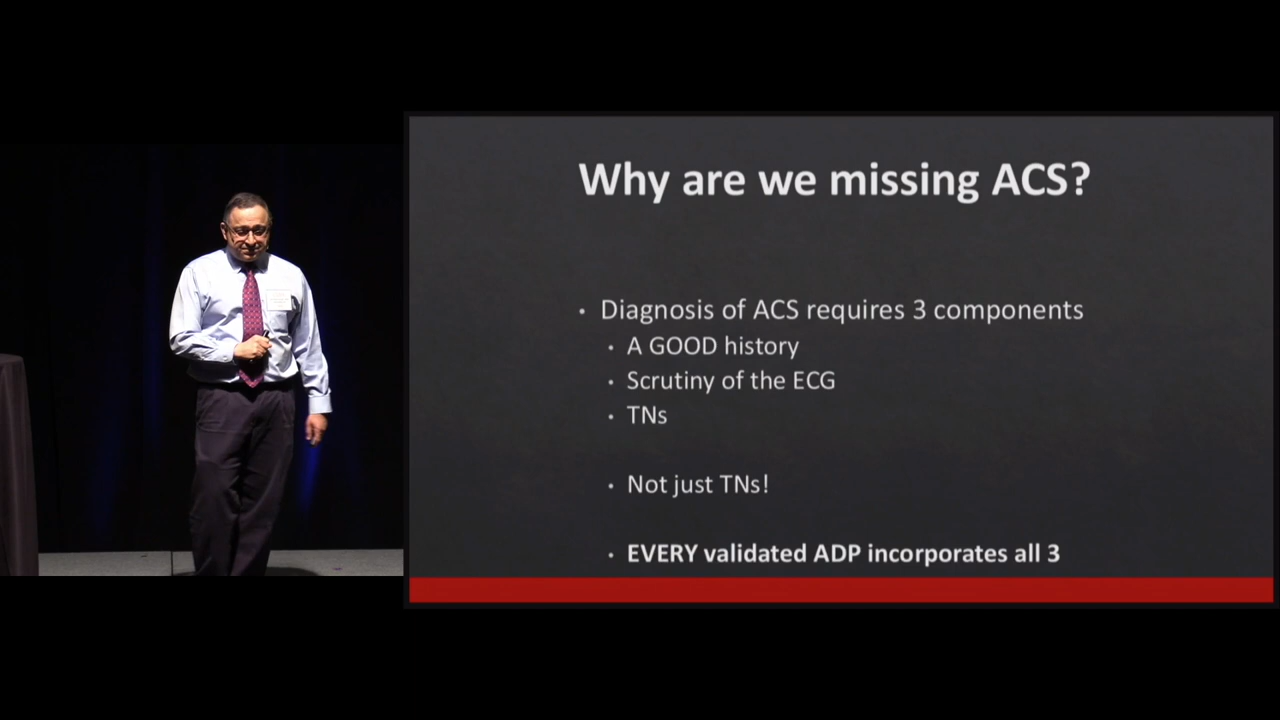 Why are we missing ACS?
• Diagnosis of ACS requires 3 components
• A GOOD history
• Scrutiny of the ECG
• TNs
• Not just TNs!
• EVERY validated ADP incorporates all 3